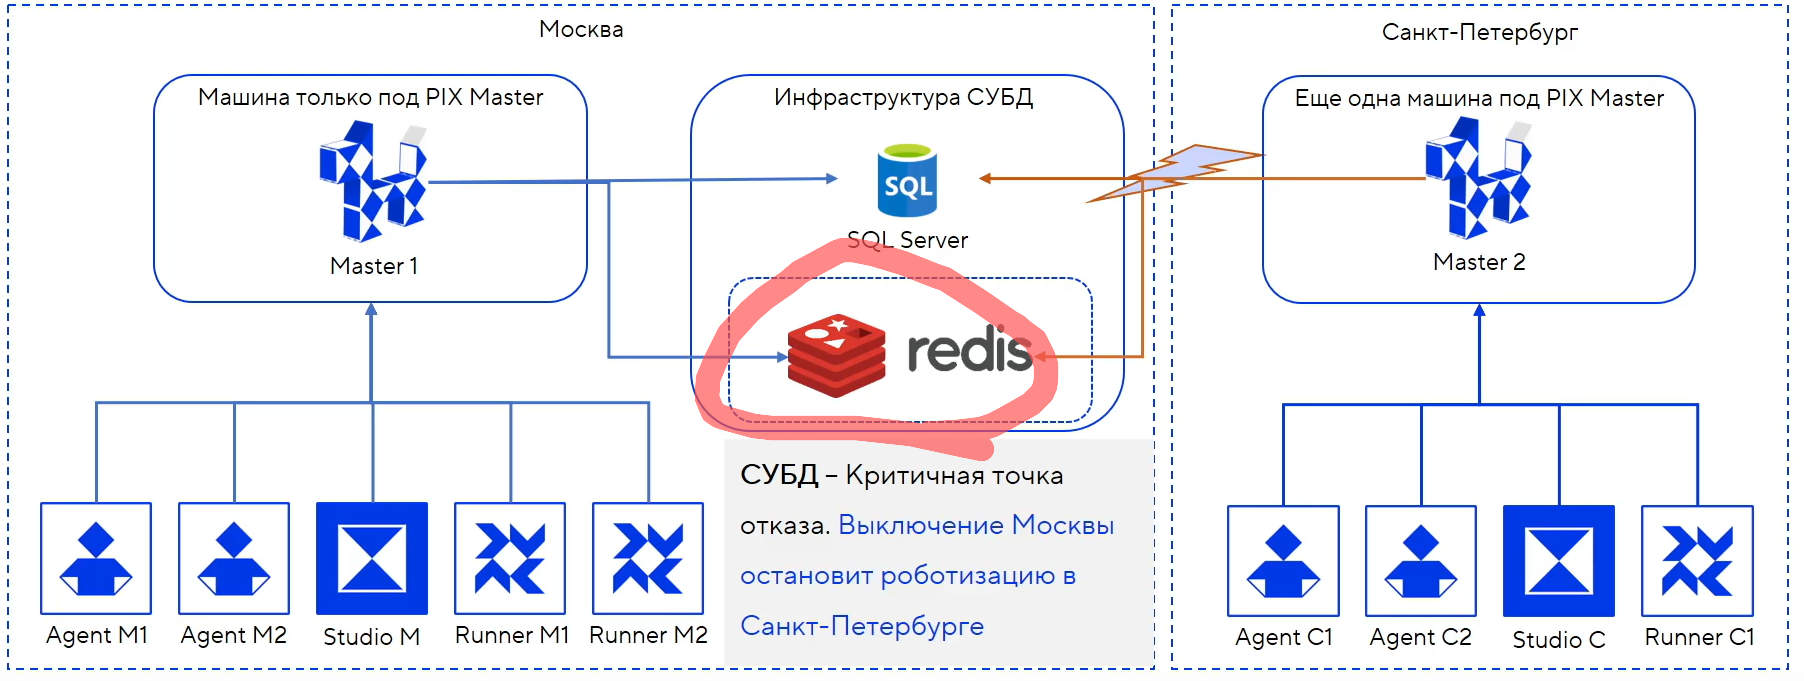 Москва
Санкт-Петербург
Машина только под PIX Master
Инфраструктура СУБД
Еще одна машина под PIX Master
SQL
SQL Server
Master 1
Master 2
redis
СУБД – Критичная точка
отказа. Выключение Москвы
остановит роботизацию в
Санкт-Петербурге
Agent M1
Agent M2
Studio M
Runner M1
Runner M2
Agent C1
Agent C2
Studio C
Runner C1